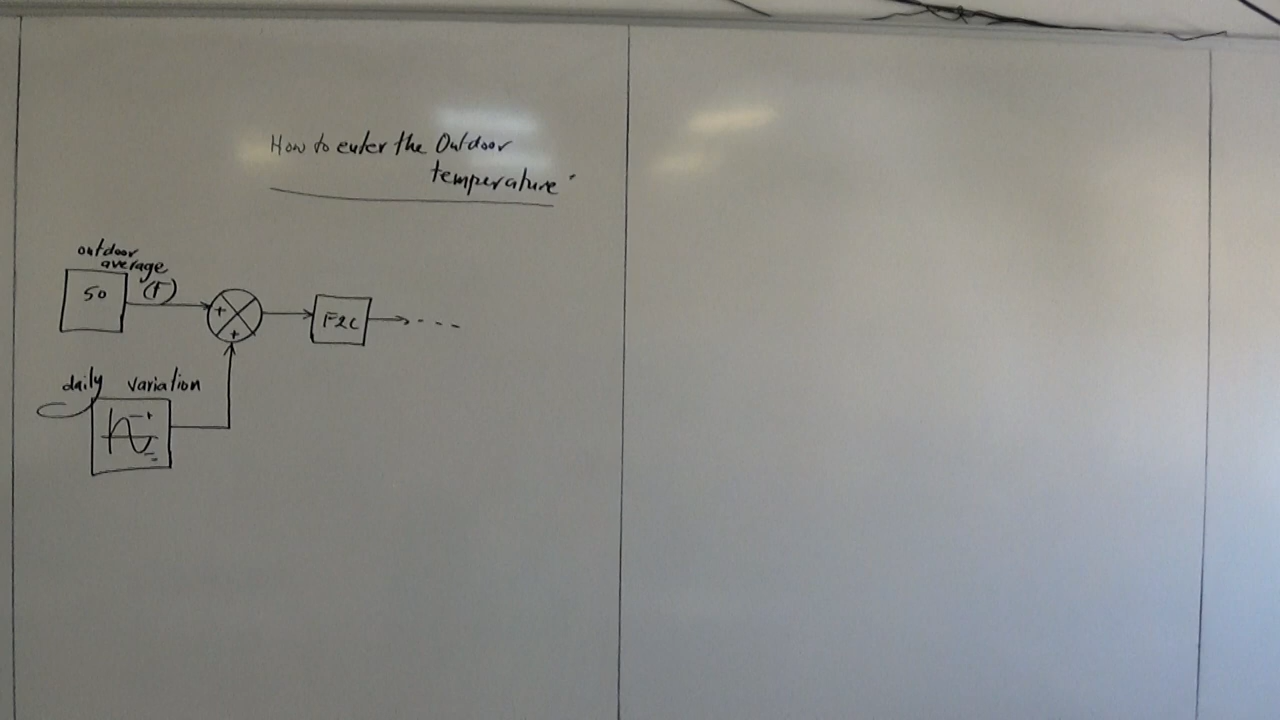 How to enter the Outdoor
temperature
outdoor
average
50
(F)
+
+
F2C
daily variation
+
-